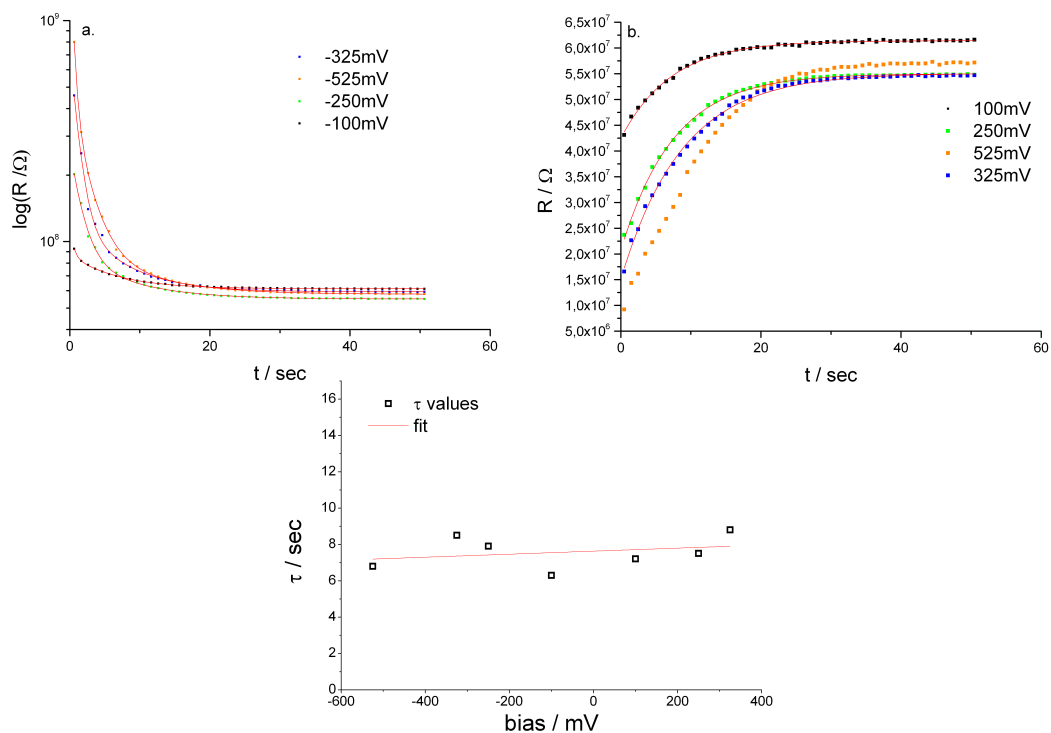 a.
10⁹
10⁸
log(R /Ω)
-325mV
-525mV
-250mV
-100mV
0
20
40
60
t / sec
b.
6,5x10⁷
6,0x10⁷
5,5x10⁷
5,0x10⁷
4,5x10⁷
4,0x10⁷
3,5x10⁷
3,0x10⁷
2,5x10⁷
2,0x10⁷
1,5x10⁷
1,0x10⁷
5,0x10⁶
R / Ω
100mV
250mV
525mV
325mV
0
20
40
60
t / sec
τ values
fit
16
14
12
10
8
6
4
2
0
τ / sec
-600
-400
-200
0
200
400
bias / mV